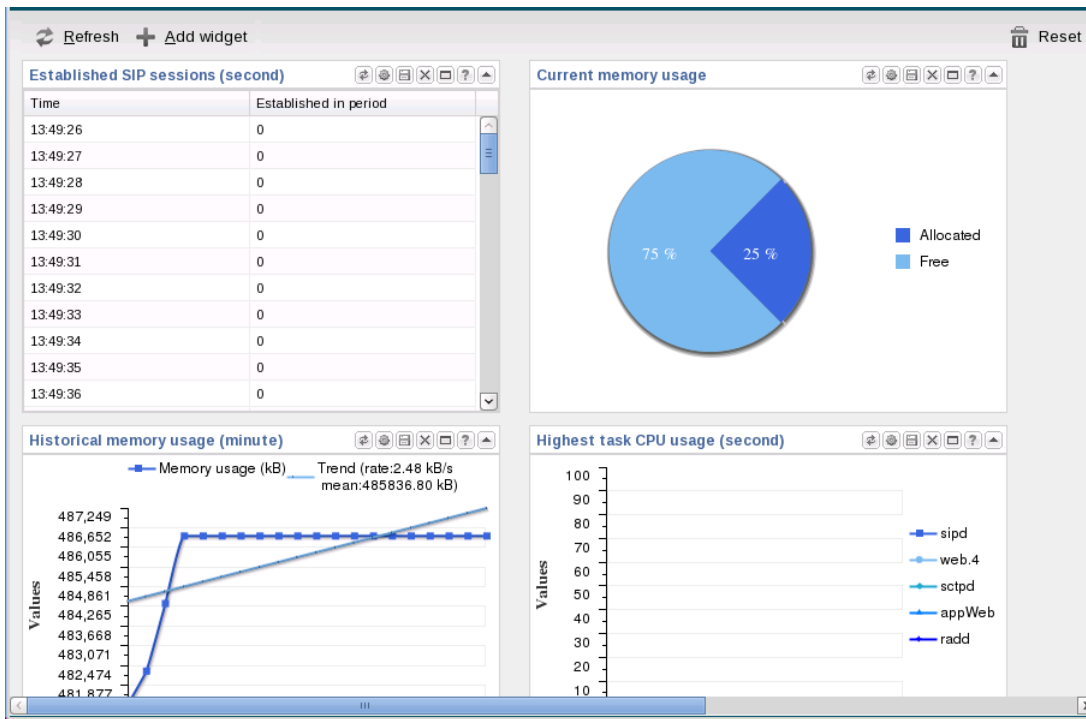 Refresh Add widget Reset
Established SIP sessions (second)
Time Established in period
13:49:26 0
13:49:27 0
13:49:28 0
13:49:29 0
13:49:30 0
13:49:31 0
13:49:32 0
13:49:33 0
13:49:34 0
13:49:35 0
13:49:36 0
Current memory usage
75 % 25 %
Allocated
Free
Historical memory usage (minute)
Memory usage (kB) Trend (rate:2.48 kB/s
mean:485836.80 kB)
Values
487,249
486,652
486,055
485,458
484,861
484,265
483,668
483,071
482,474
481,877
Highest task CPU usage (second)
Values
100
90
80
70
60
50
40
30
20
10
sipd
web.4
sctpd
appWeb
radd